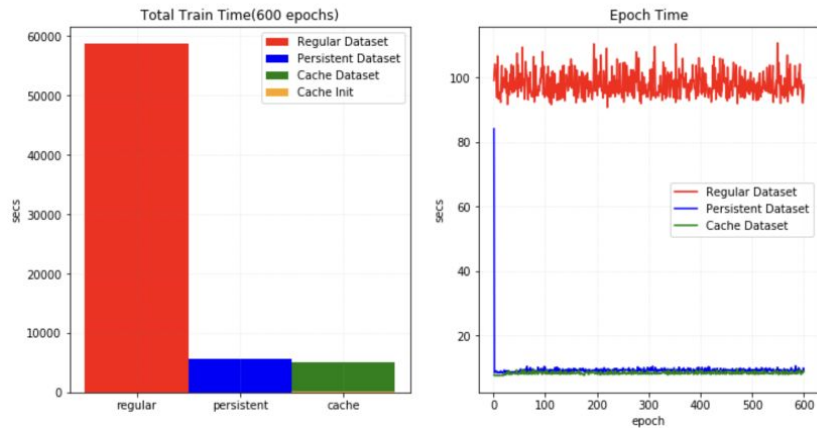 Total Train Time(600 epochs)
Regular Dataset
Persistent Dataset
Cache Dataset
Cache Init
60000
50000
40000
30000
20000
10000
0
secs
regular persistent cache
Epoch Time
100
80
60
40
20
secs
Regular Dataset
Persistent Dataset
Cache Dataset
0 100 200 300 400 500 600
epoch